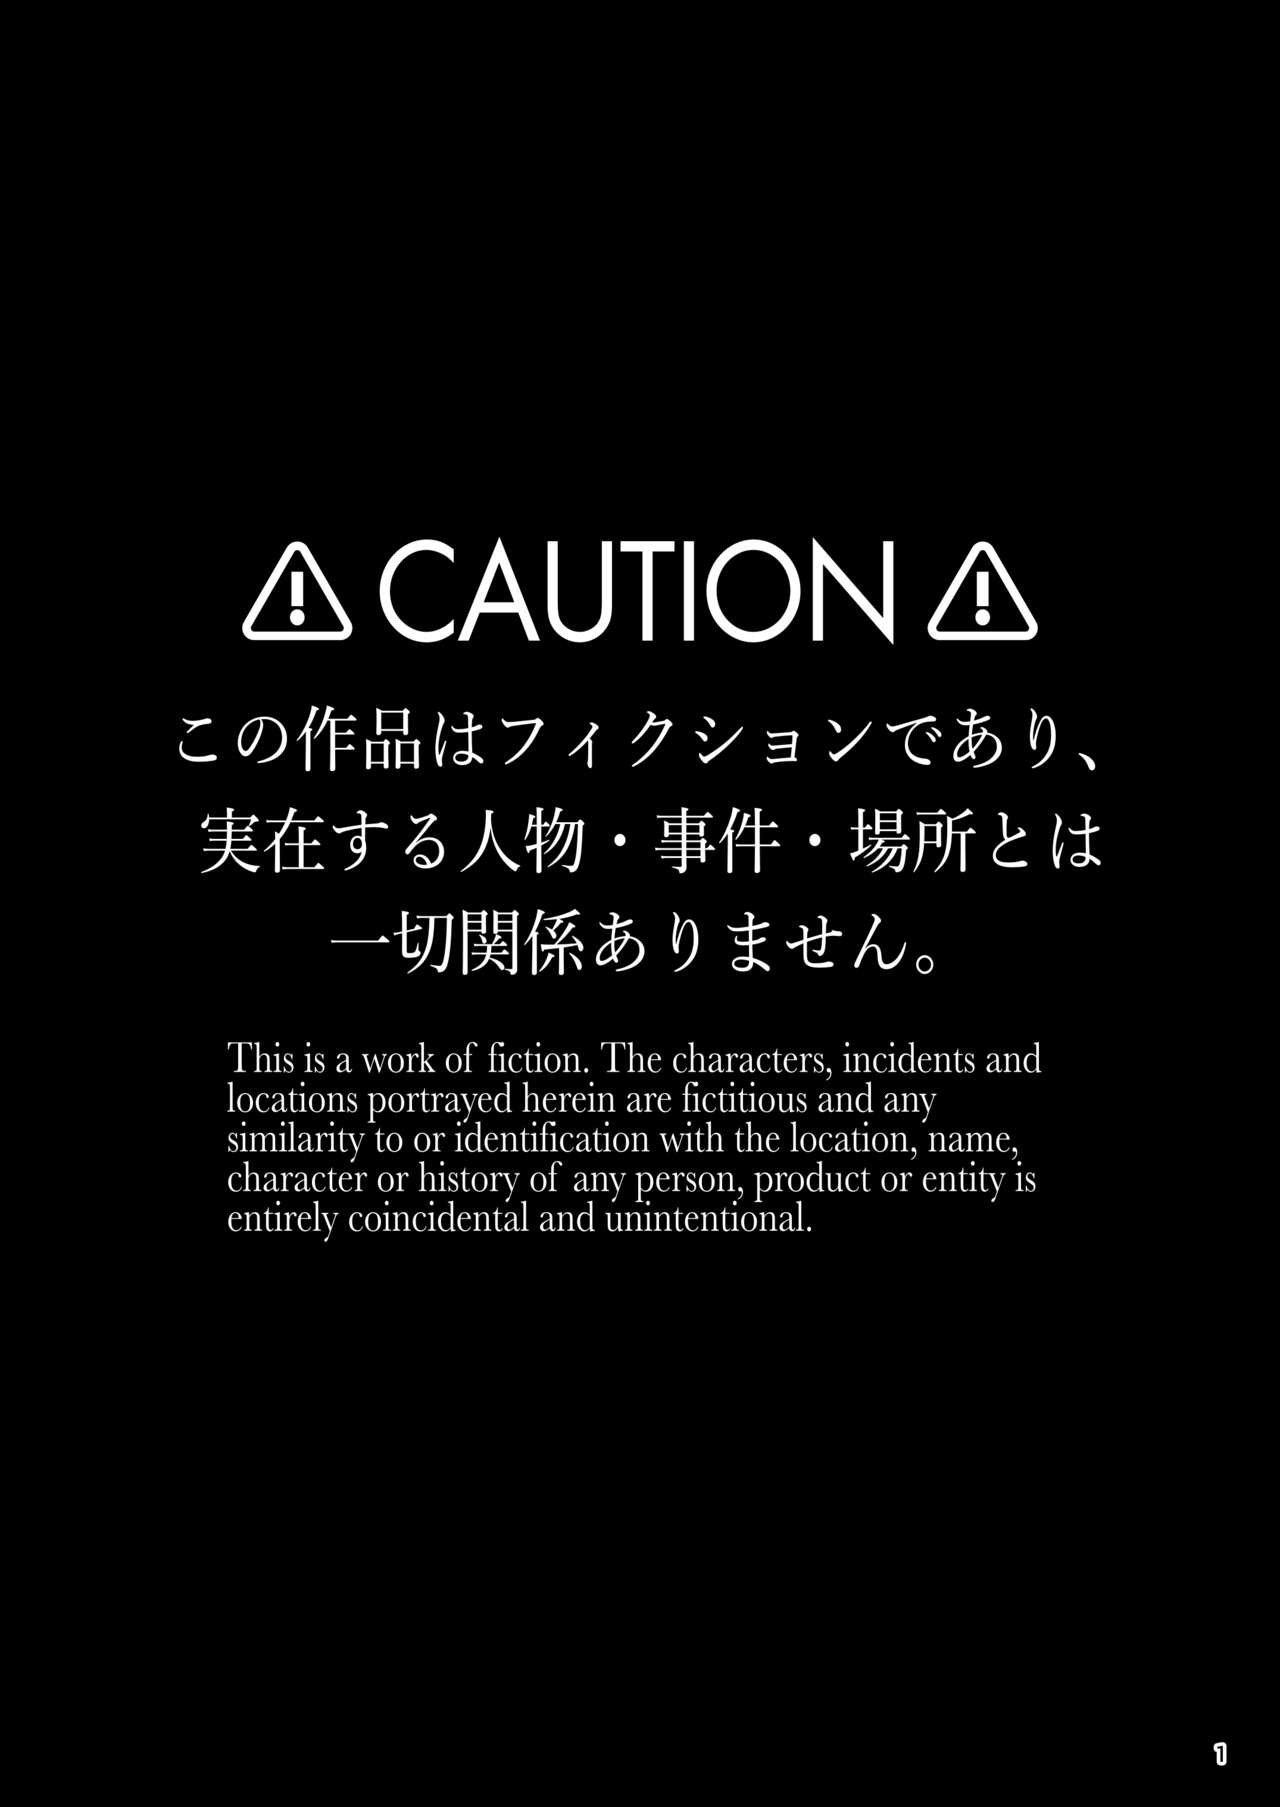 CAUTION
この作品はフィクションであり、
実在する人物・事件・場所とは
一切関係ありません。
This is a work of fiction. The characters, incidents and
locations portrayed herein are fictitious and any
similarity to or identification with the location, name,
character or history of any person, product or entity is
entirely coincidental and unintentional.
1